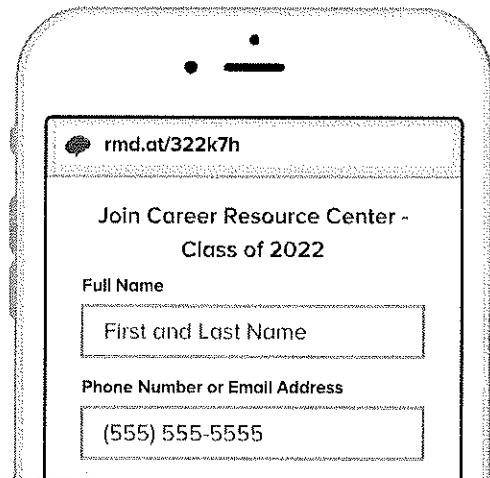 rmd.at/322k7h
Join Career Resource Center -
Class of 2022
Full Name
First and Last Name
Phone Number or Email Address
(555) 555-5555